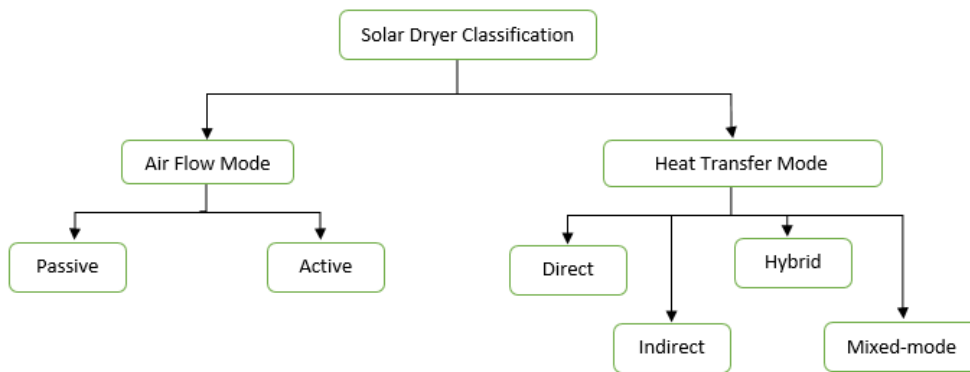 Solar Dryer Classification
Air Flow Mode
Heat Transfer Mode
Passive
Active
Direct
Hybrid
Indirect
Mixed-mode